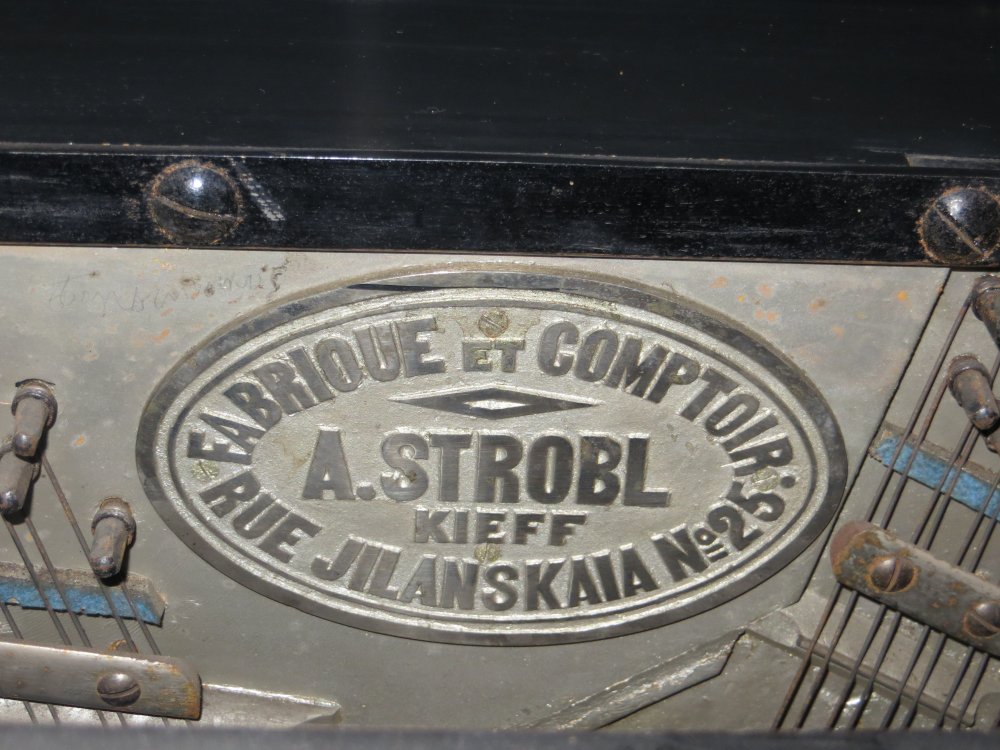 FABRIQUE ET COMPTOIR:
A. STROBL
KIEFF
RUE JILANSKAIA No 25